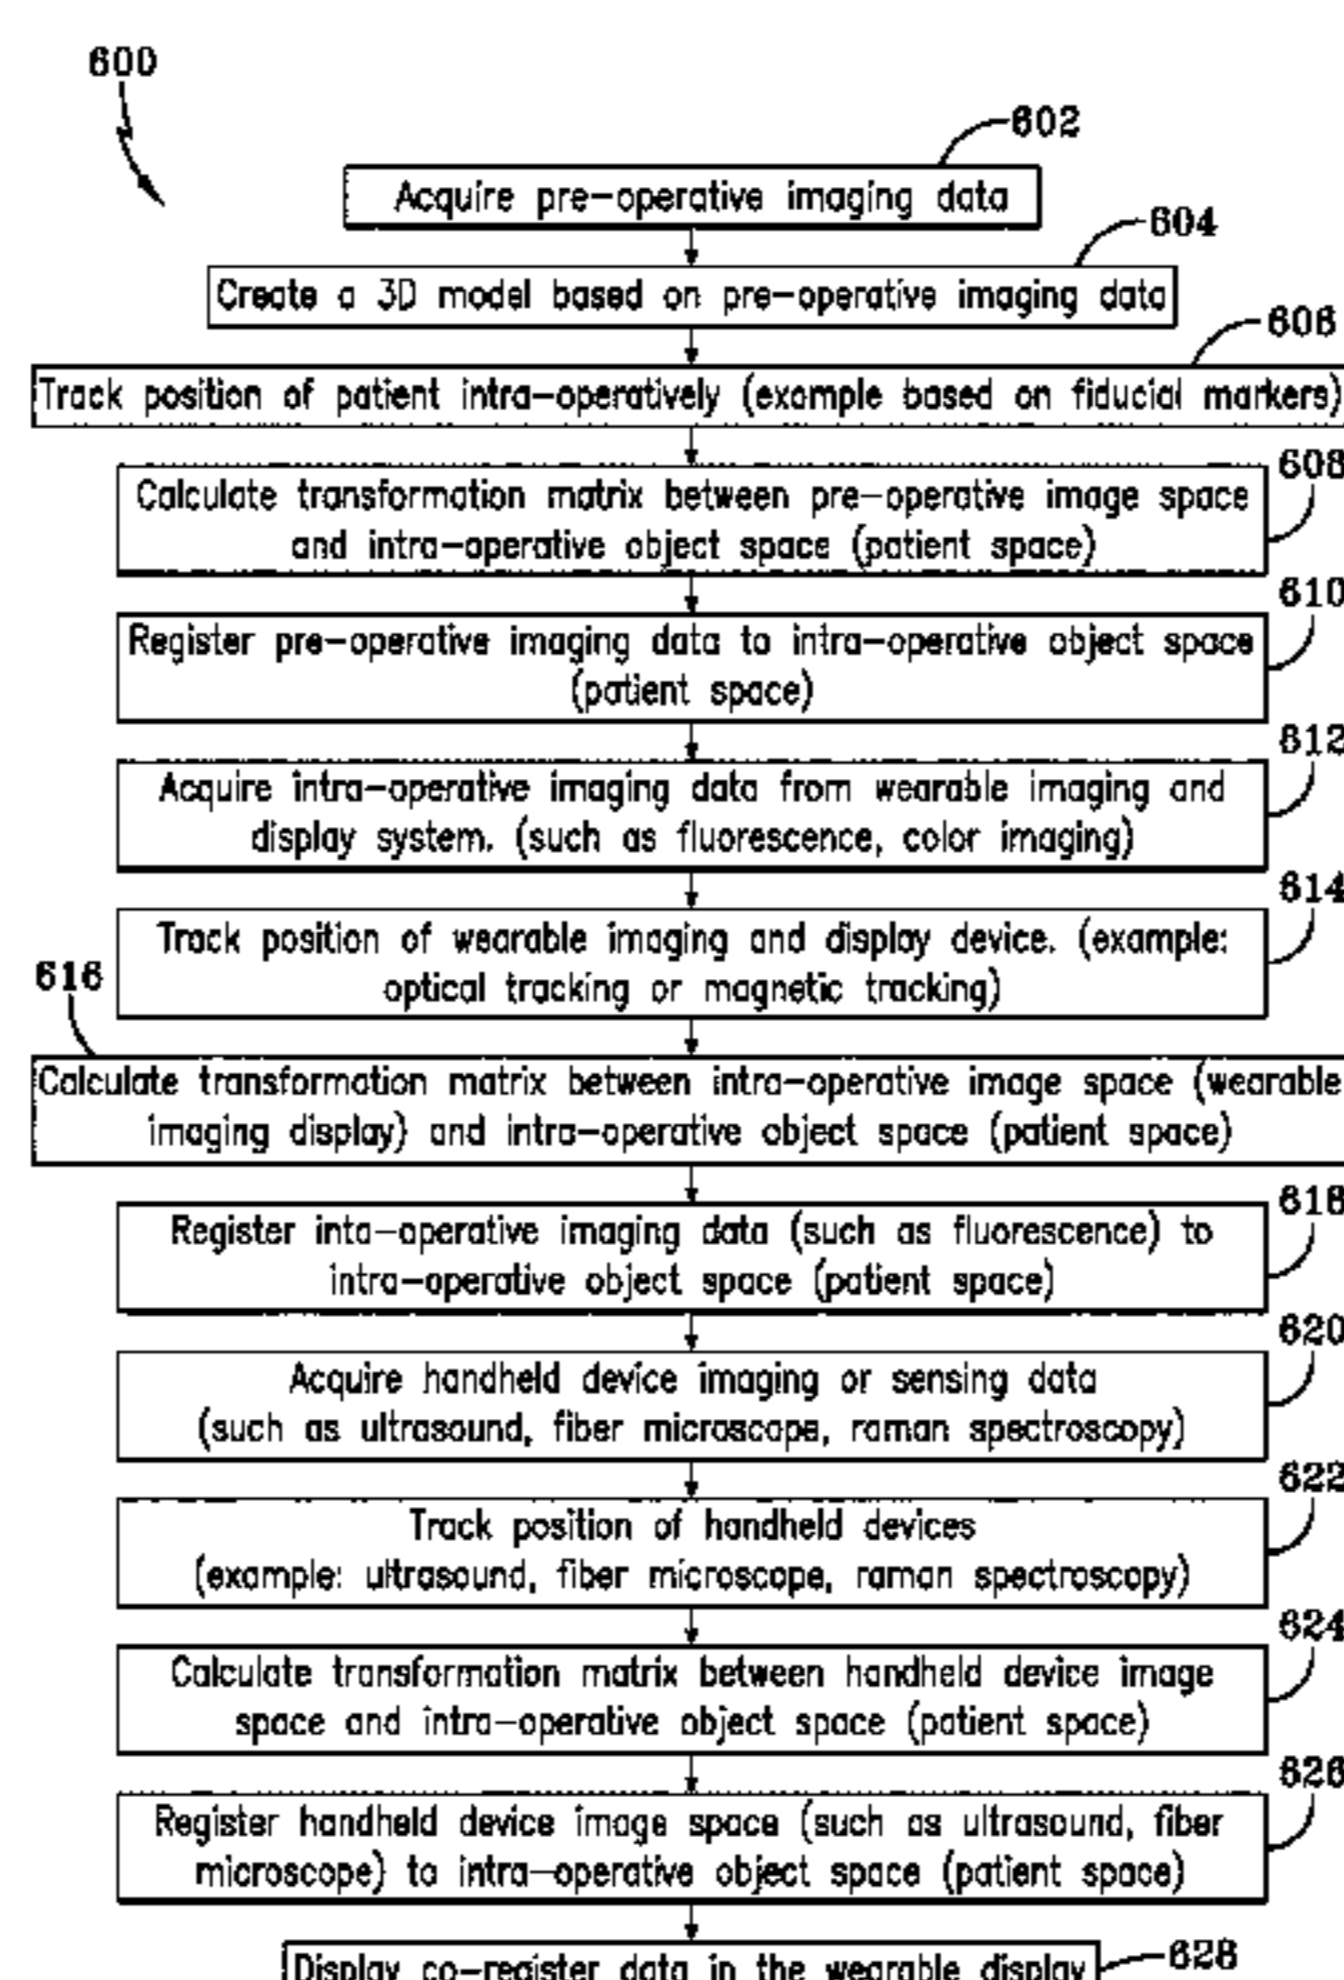 600
602
Acquire pre-operative imaging data
604
Create a 3D model based on pre-operative imaging data
606
Track position of patient intra-operatively (example based on fiducial markers)
608
Calculate transformation matrix between pre-operative image space
and intra-operative object space (patient space)
610
Register pre-operative imaging data to intra-operative object space
(patient space)
612
Acquire intra-operative imaging data from wearable imaging and
display system. (such as fluorescence, color imaging)
614
Track position of wearable imaging and display device. (example:
optical tracking or magnetic tracking)
616
Calculate transformation matrix between intra-operative image space (wearable
imaging display) and intra-operative object space (patient space)
618
Register inta-operative imaging data (such as fluorescence) to
intra-operative object space (patient space)
620
Acquire handheld device imaging or sensing data
(such as ultrasound, fiber microscope, raman spectroscopy)
622
Track position of handheld devices
(example: ultrasound, fiber microscope, raman spectroscopy)
624
Calculate transformation matrix between handheld device image
space and intra-operative object space (patient space)
626
Register handheld device image space (such as ultrasound, fiber
microscope) to intra-operative object space (patient space)
628
Display co-register data in the wearable display